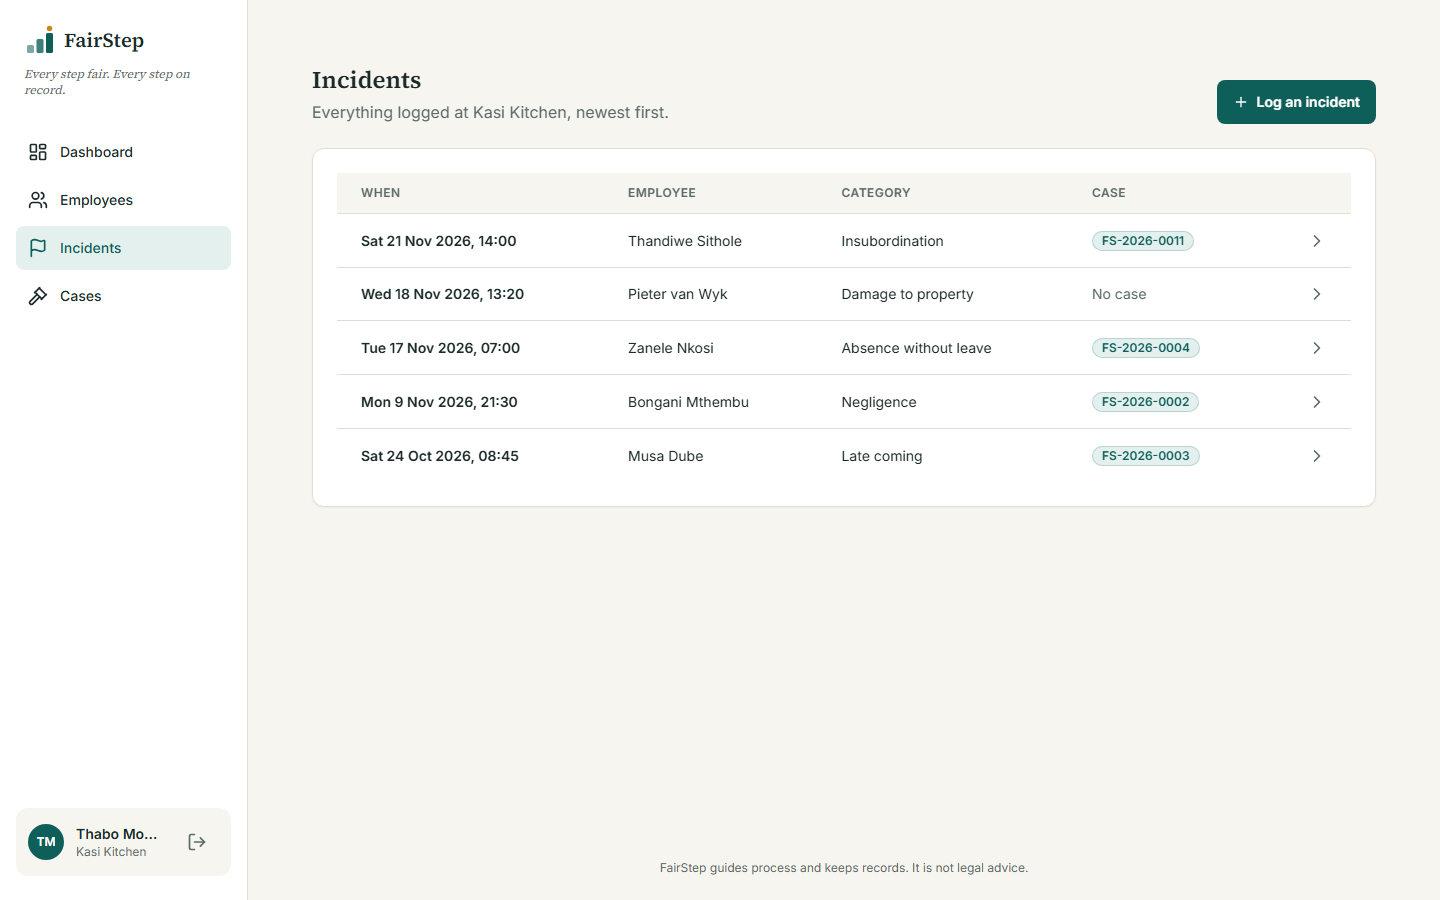 FairStep
Every step fair. Every step on
record.
Dashboard
Employees
Incidents
Cases
Thabo Mo...
TM
Kasi Kitchen
Incidents
Everything logged at Kasi Kitchen, newest first.
+ Log an incident
WHEN EMPLOYEE CATEGORY CASE
Sat 21 Nov 2026, 14:00 Thandiwe Sithole Insubordination FS-2026-0011
Wed 18 Nov 2026, 13:20 Pieter van Wyk Damage to property No case
Tue 17 Nov 2026, 07:00 Zanele Nkosi Absence without leave FS-2026-0004
Mon 9 Nov 2026, 21:30 Bongani Mthembu Negligence FS-2026-0002
Sat 24 Oct 2026, 08:45 Musa Dube Late coming FS-2026-0003
FairStep guides process and keeps records. It is not legal advice.